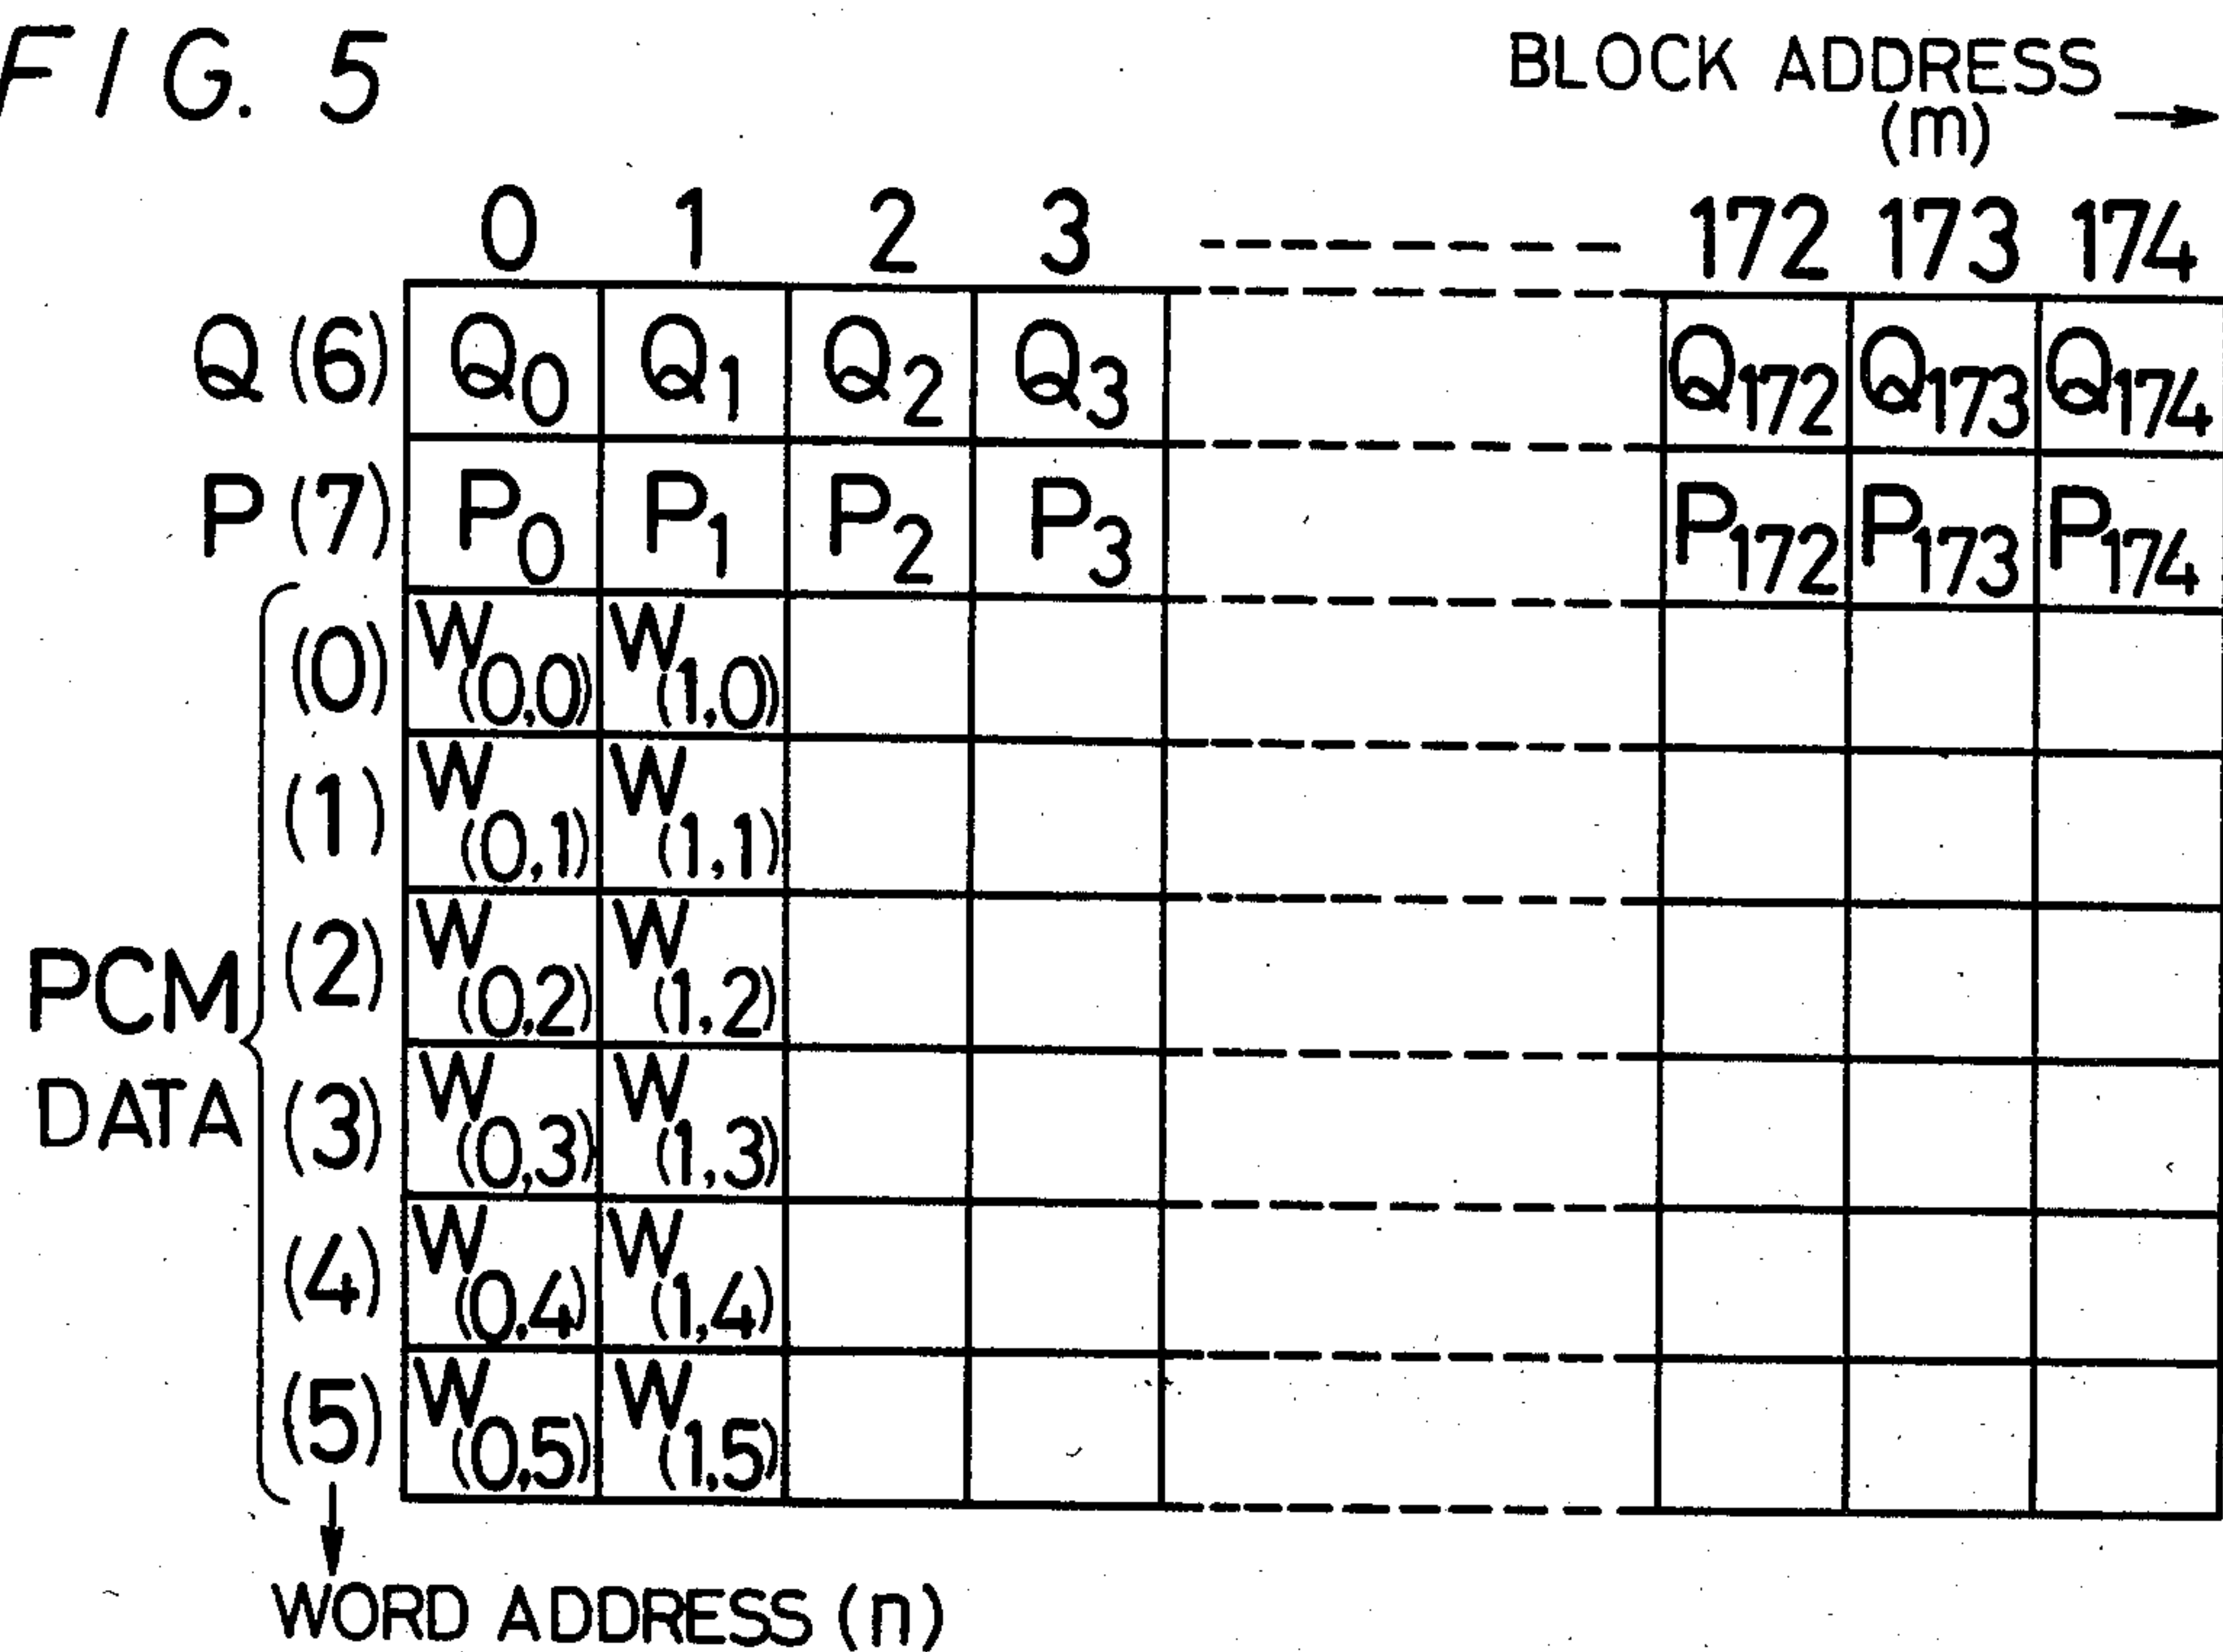 FIG. 5
BLOCK ADDRESS
(m)
0 1 2 3 172 173 174
Q (6) Q0 Q1 Q2 Q3 Q172 Q173 Q174
P (7) P0 P1 P2 P3 P172 P173 P174
(0) W(0,0) W(1,0)
(1) W(0,1) W(1,1)
(2) W(0,2) W(1,2)
PCM
DATA
(3) W(0,3) W(1,3)
(4) W(0,4) W(1,4)
(5) W(0,5) W(1,5)
WORD ADDRESS (n)